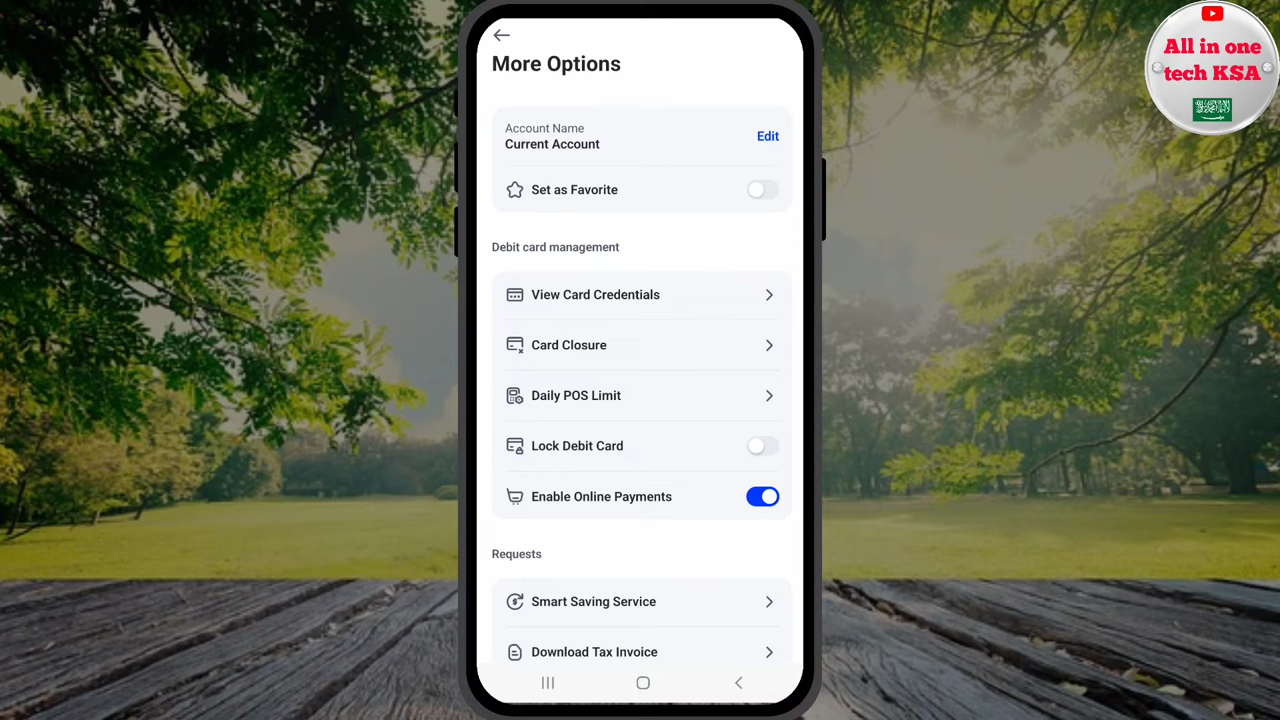 More Options
Account Name
Current Account
Edit
Set as Favorite
Debit card management
View Card Credentials
Card Closure
Daily POS Limit
Lock Debit Card
Enable Online Payments
Requests
Smart Saving Service
Download Tax Invoice
All in one
tech KSA